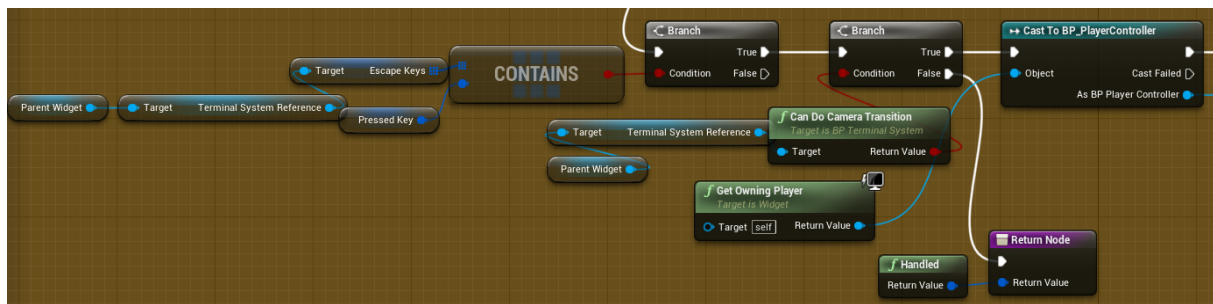 Branch
True
Condition
False
Branch
True
Condition
False
Cast To BP_PlayerController
Object
Cast Failed
As BP Player Controller
Target
Escape Keys
CONTAINS
Parent Widget
Target
Terminal System Reference
Pressed Key
Target
Terminal System Reference
Parent Widget
Can Do Camera Transition
Target is BP Terminal System
Target
Return Value
Get Owning Player
Target is Widget
Target
self
Return Value
Handled
Return Value
Return Node
Return Value